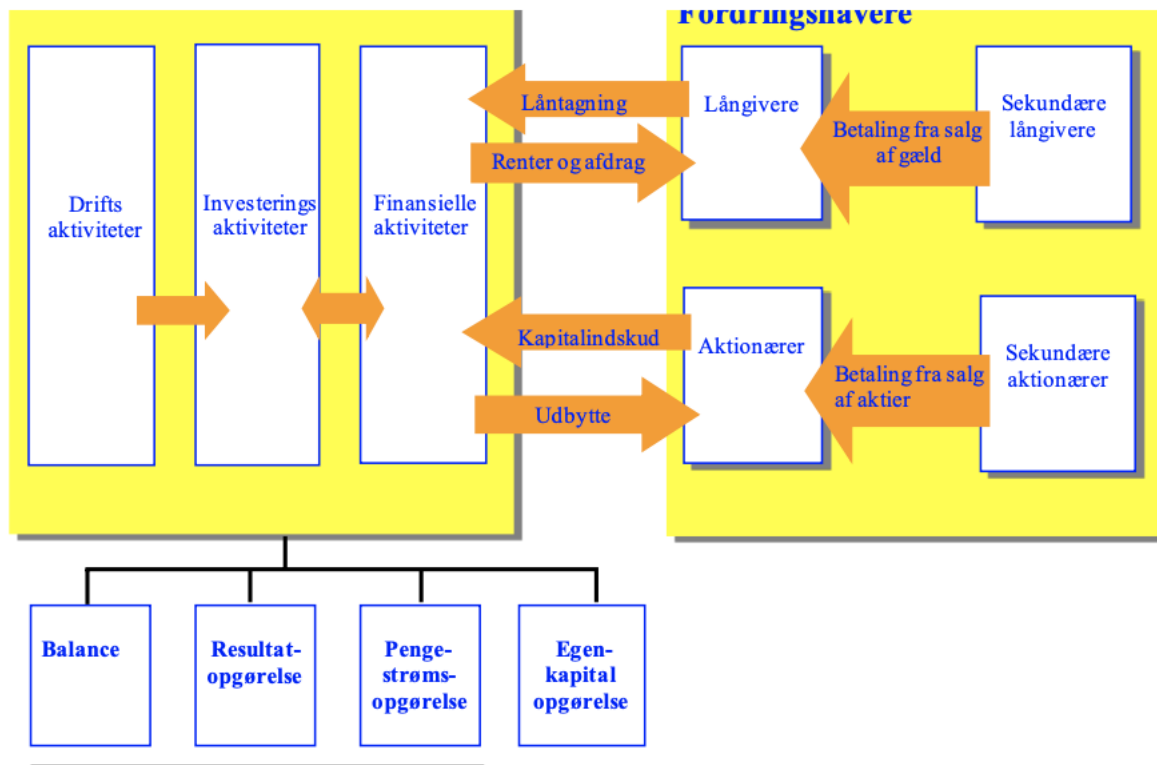 Fordringshavere
Låntagning
Långivere
Sekundære
långivere
Betaling fra salg
af gæld
Renter og afdrag
Drifts
aktiviteter
Investerings
aktiviteter
Finansielle
aktiviteter
Kapitalindskud
Aktionærer
Sekundære
aktionærer
Betaling fra salg
af aktier
Udbytte
Balance
Resultat-
opgørelse
Penge-
strøms-
opgørelse
Egen-
kapital
opgørelse